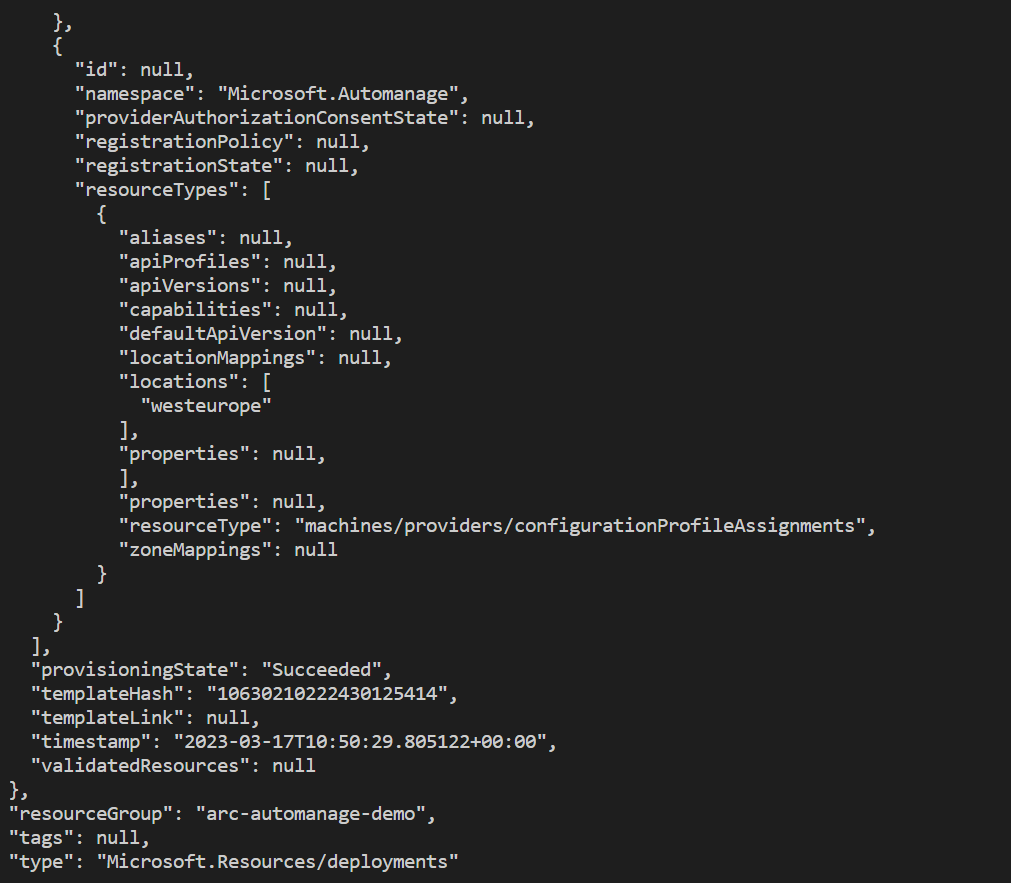 },
    {
      "id": null,
      "namespace": "Microsoft.Automanage",
      "providerAuthorizationConsentState": null,
      "registrationPolicy": null,
      "registrationState": null,
      "resourceTypes": [
        {
          "aliases": null,
          "apiProfiles": null,
          "apiVersions": null,
          "capabilities": null,
          "defaultApiVersion": null,
          "locationMappings": null,
          "locations": [
            "westeurope"
          ],
          "properties": null,
          ],
          "properties": null,
          "resourceType": "machines/providers/configurationProfileAssignments",
          "zoneMappings": null
        }
      ]
    }
  ],
  "provisioningState": "Succeeded",
  "templateHash": "10630210222430125414",
  "templateLink": null,
  "timestamp": "2023-03-17T10:50:29.805122+00:00",
  "validatedResources": null
},
"resourceGroup": "arc-automanage-demo",
"tags": null,
"type": "Microsoft.Resources/deployments"